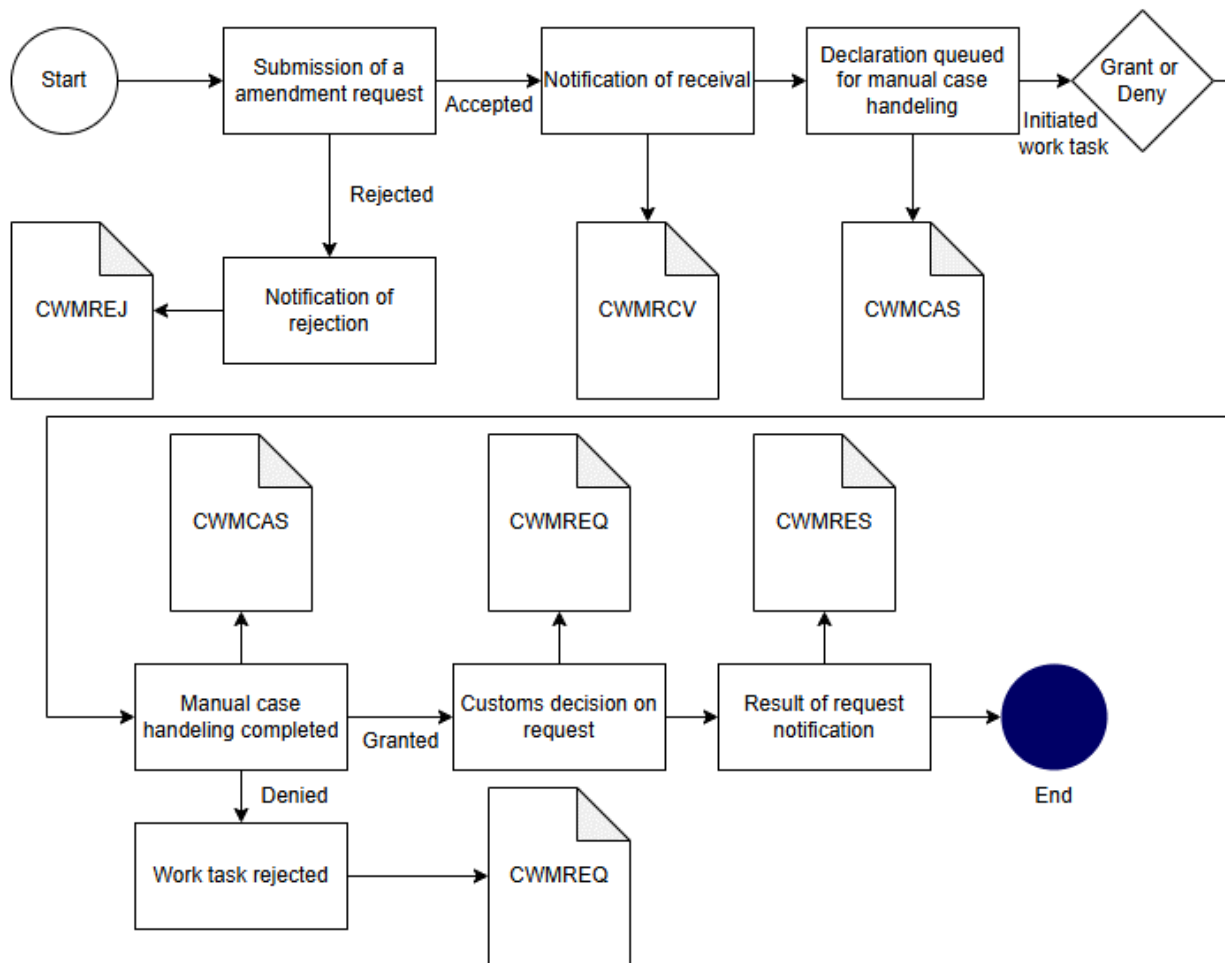 Start
Submission of a
amendment request
Accepted
Notification of receival
Declaration queued
for manual case
handeling
Initiated
work task
Grant or
Deny
Rejected
CWMREJ
Notification of
rejection
CWMRCV
CWMCAS
CWMCAS
CWMREQ
CWMRES
Manual case
handeling completed
Granted
Customs decision on
request
Result of request
notification
End
Denied
Work task rejected
CWMREQ